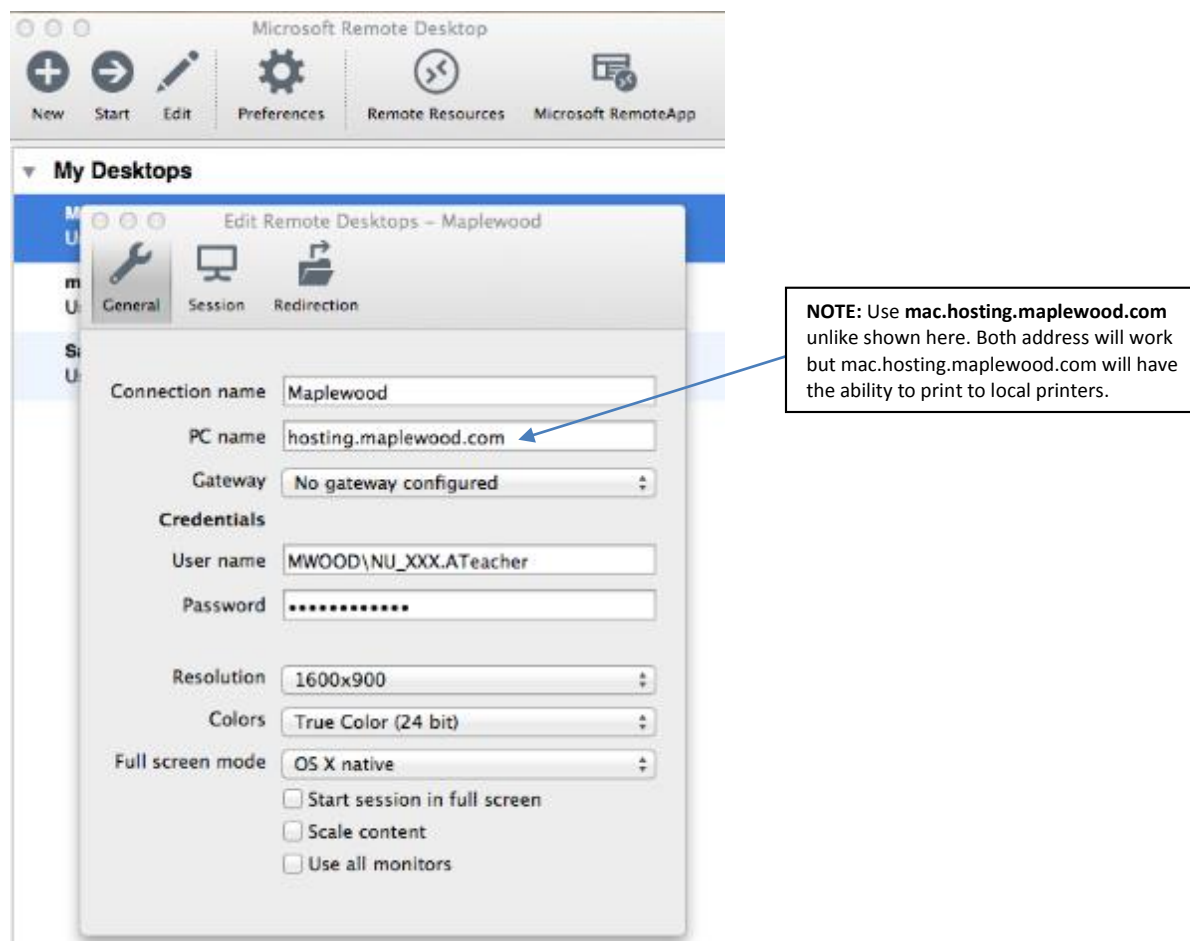 Microsoft Remote Desktop
New Start Edit Preferences Remote Resources Microsoft RemoteApp
My Desktops
M
U
Edit Remote Desktops – Maplewood
m
U
General Session Redirection
Sa
U
Connection name Maplewood
PC name hosting.maplewood.com
Gateway No gateway configured
Credentials
User name MWOOD\NU_XXX.ATeacher
Password ••••••••••••
Resolution 1600x900
Colors True Color (24 bit)
Full screen mode OS X native
Start session in full screen
Scale content
Use all monitors
NOTE: Use mac.hosting.maplewood.com
unlike shown here. Both address will work
but mac.hosting.maplewood.com will have
the ability to print to local printers.